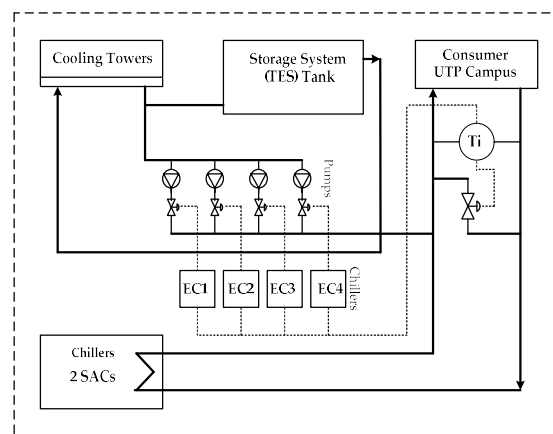 Cooling Towers
Storage System
(TES) Tank
Consumer
UTP Campus
Ti
Pumps
EC1
EC2
EC3
EC4
Chillers
Chillers
2 SACs